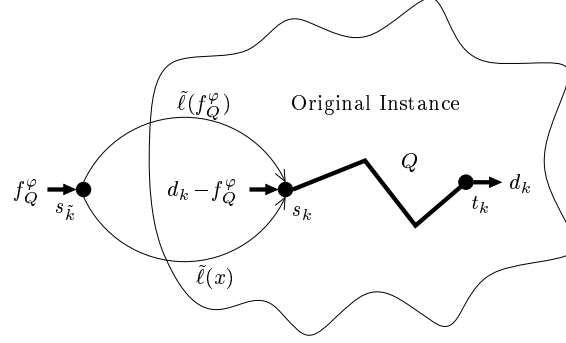 ℓ̃(f_Q^φ)
Original Instance
Q
f_Q^φ
s_k̃
d_k − f_Q^φ
s_k
t_k
d_k
ℓ̃(x)